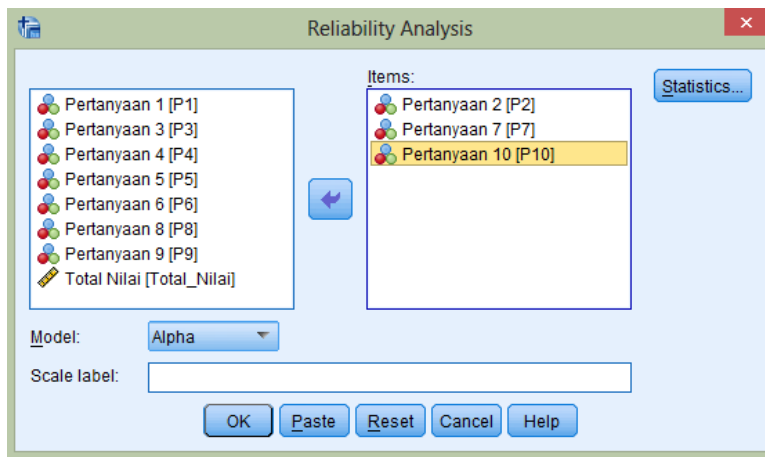 Reliability Analysis
Pertanyaan 1 [P1]
Pertanyaan 3 [P3]
Pertanyaan 4 [P4]
Pertanyaan 5 [P5]
Pertanyaan 6 [P6]
Pertanyaan 8 [P8]
Pertanyaan 9 [P9]
Total Nilai [Total_Nilai]
Items:
Pertanyaan 2 [P2]
Pertanyaan 7 [P7]
Pertanyaan 10 [P10]
Statistics...
Model:
Alpha
Scale label:
OK
Paste
Reset
Cancel
Help